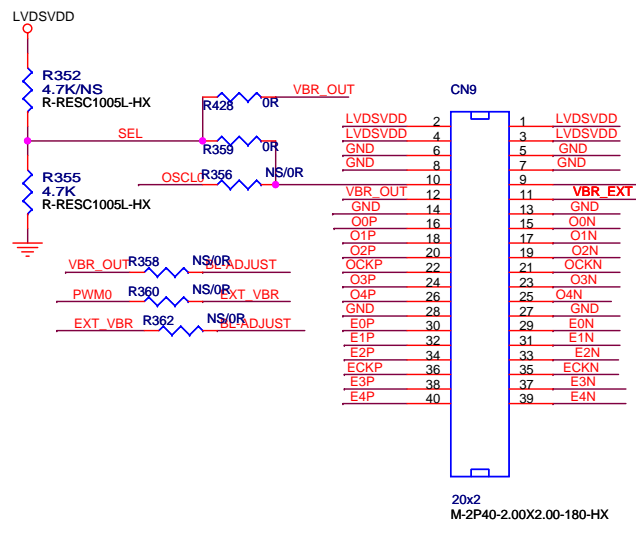 LVDSVDD
R352
4.7K/NS
R-RESC1005L-HX
SEL
R355
4.7K
R-RESC1005L-HX
R428 0R VBR_OUT
R359 0R
OSCL0 R356 NS/0R
VBR_OUT R358 NS/0R BL-ADJUST
PWM0 R360 NS/0R EXT_VBR
EXT_VBR R362 NS/0R BL-ADJUST
CN9
LVDSVDD 2 1 LVDSVDD
LVDSVDD 4 3 LVDSVDD
GND 6 5 GND
GND 8 7 GND
10 9
VBR_OUT 12 11 VBR_EXT
GND 14 13 GND
O0P 16 15 O0N
O1P 18 17 O1N
O2P 20 19 O2N
OCKP 22 21 OCKN
O3P 24 23 O3N
O4P 26 25 O4N
GND 28 27 GND
E0P 30 29 E0N
E1P 32 31 E1N
E2P 34 33 E2N
ECKP 36 35 ECKN
E3P 38 37 E3N
E4P 40 39 E4N
20x2
M-2P40-2.00X2.00-180-HX